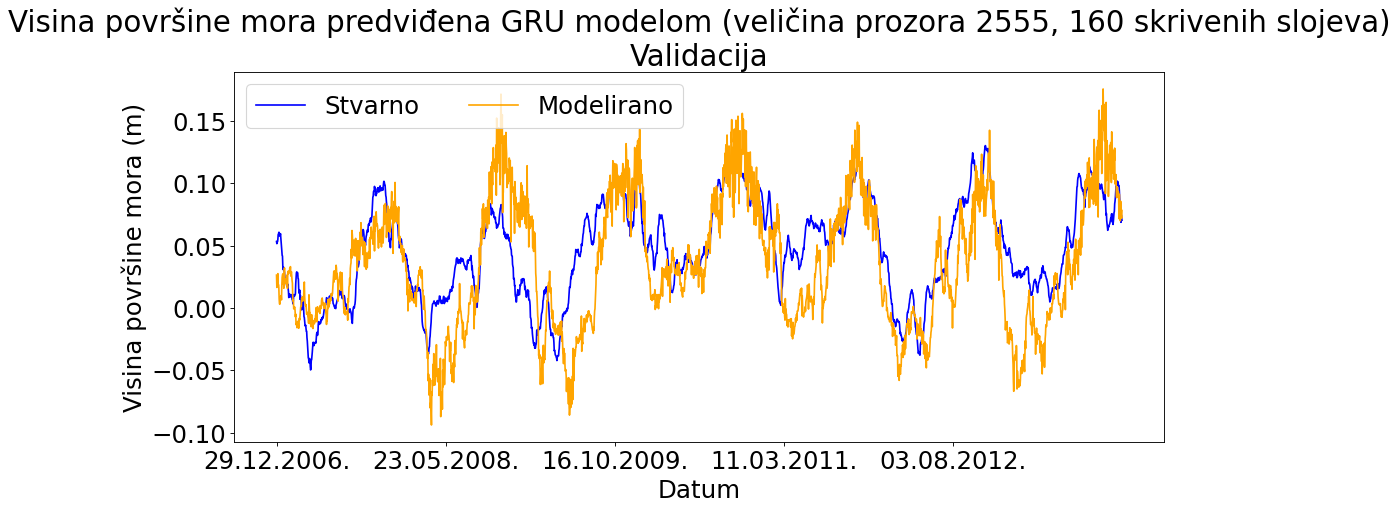 Visina površine mora predviđena GRU modelom (veličina prozora 2555, 160 skrivenih slojeva)
Validacija
Stvarno
Modelirano
Visina površine mora (m)
0.15
0.10
0.05
0.00
−0.05
−0.10
29.12.2006.
23.05.2008.
16.10.2009.
11.03.2011.
03.08.2012.
Datum